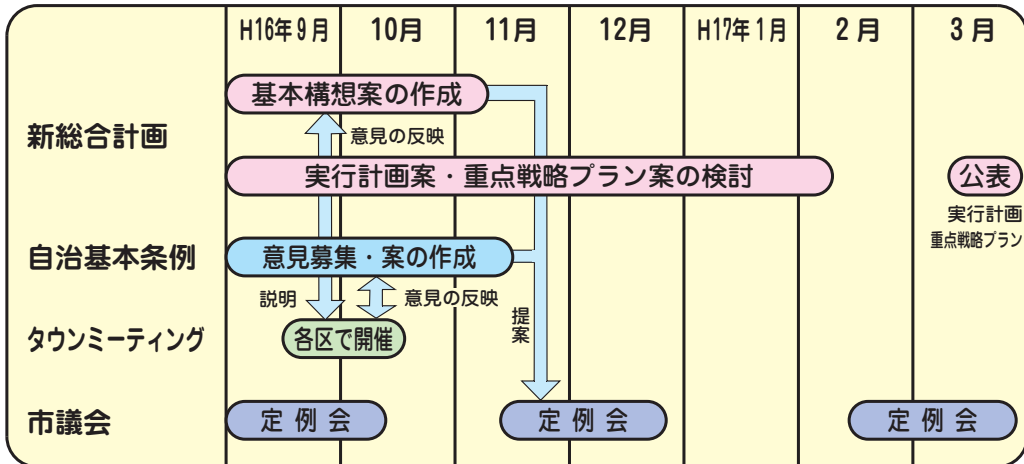 H16年9月 10月 11月 12月 H17年1月 2月 3月
基本構想案の作成
新総合計画
意見の反映
実行計画案・重点戦略プラン案の検討
公表
実行計画
重点戦略プラン
自治基本条例
意見募集・案の作成
説明
意見の反映
提案
タウンミーティング
各区で開催
市議会
定例会
定例会
定例会